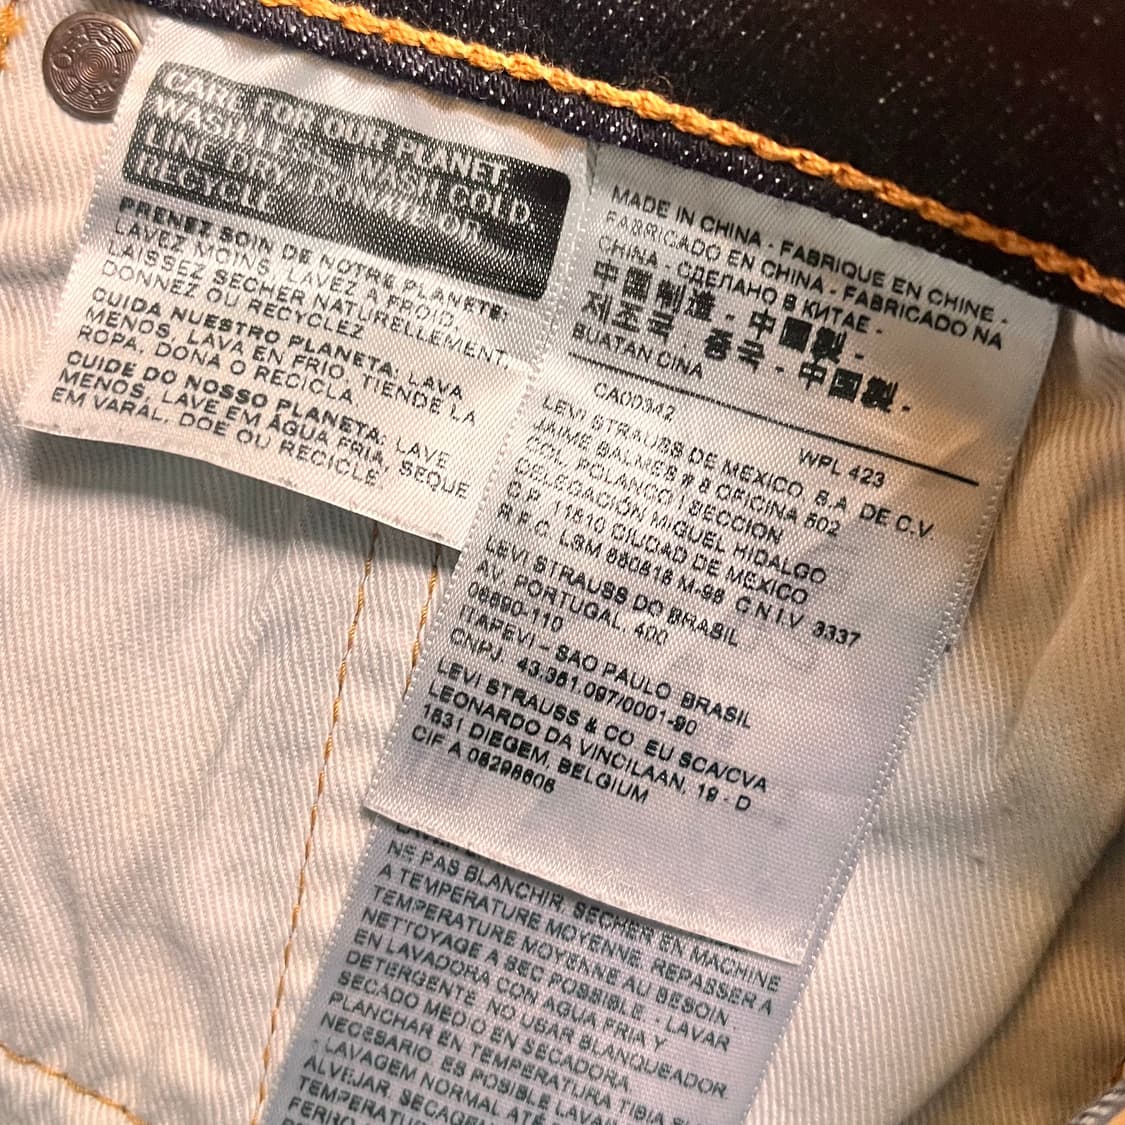 CARE FOR OUR PLANET
WASH LESS, WASH COLD,
LINE DRY, DONATE OR
RECYCLE
PRENEZ SOIN DE NOTRE PLANETE:
LAVEZ MOINS, LAVEZ A FROID,
LAISSEZ SECHER NATURELLEMENT,
DONNEZ OU RECYCLEZ
CUIDA NUESTRO PLANETA: LAVA
MENOS, LAVA EN FRIO, TIENDE LA
ROPA, DONA O RECICLA
CUIDE DO NOSSO PLANETA: LAVE
MENOS, LAVE EM ÁGUA FRIA, SEQUE
EM VARAL, DOE OU RECICLE
MADE IN CHINA - FABRIQUE EN CHINE -
FABRICADO EN CHINA - FABRICADO NA
CHINA - СДЕЛАНО В КИТАЕ -
中國製造 - 中國製 -
제조국 : 중국 - 中国製 -
BUATAN CINA
CA00342 WPL 423
LEVI STRAUSS DE MEXICO S.A. DE C.V
JAIME BALMES # 8 OFICINA 602
COL. POLANCO I SECCION
DELEGACIÓN MIGUEL HIDALGO
C.P. 11510 CIUDAD DE MEXICO
R.F.C. LSM 650818 M-98 C N I V 3337
LEVI STRAUSS DO BRASIL
AV. PORTUGAL, 400
06690-110
ITAPEVI - SAO PAULO BRASIL
CNPJ: 43.361.097/0001-90
LEVI STRAUSS & CO. EU SCA/CVA
LEONARDO DA VINCILAAN, 19 - D
1831 DIEGEM, BELGIUM
CIF A 08298606
NE PAS BLANCHIR, SECHER EN MACHINE
A TEMPERATURE MOYENNE, REPASSER A
TEMPERATURE MOYENNE AU BESOIN.
NETTOYAGE A SEC POSSIBLE - LAVAR
EN LAVADORA CON AGUA FRIA Y
DETERGENTE, NO USAR BLANQUEADOR,
SECADO MEDIO EN SECADORA,
PLANCHAR EN TEMPERATURA TIBIA SI
NECESARIO, ES POSIBLE LAVAR
- LAVAGEM NORMAL ATÉ
ALVEJAR, SECAGEM
TEMPERATU
FERRO